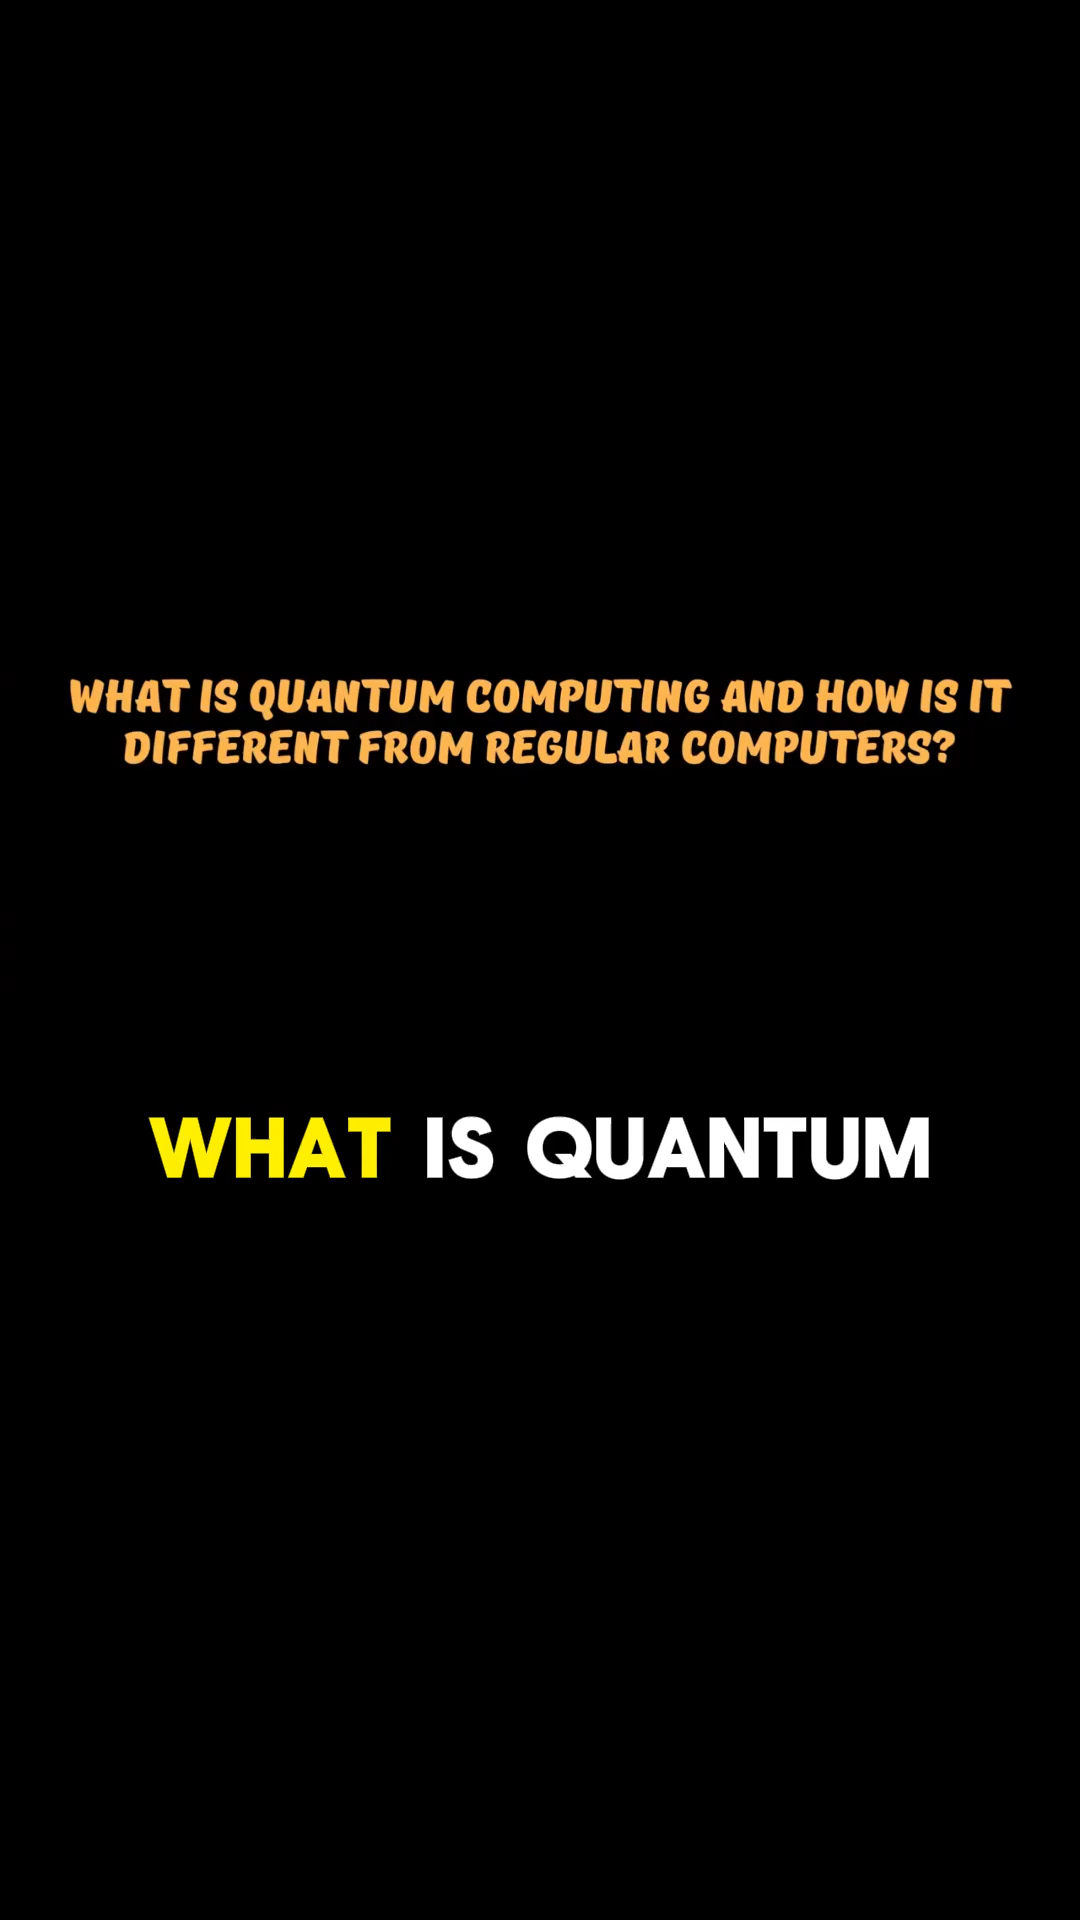 WHAT IS QUANTUM COMPUTING AND HOW IS IT
DIFFERENT FROM REGULAR COMPUTERS?
WHAT IS QUANTUM